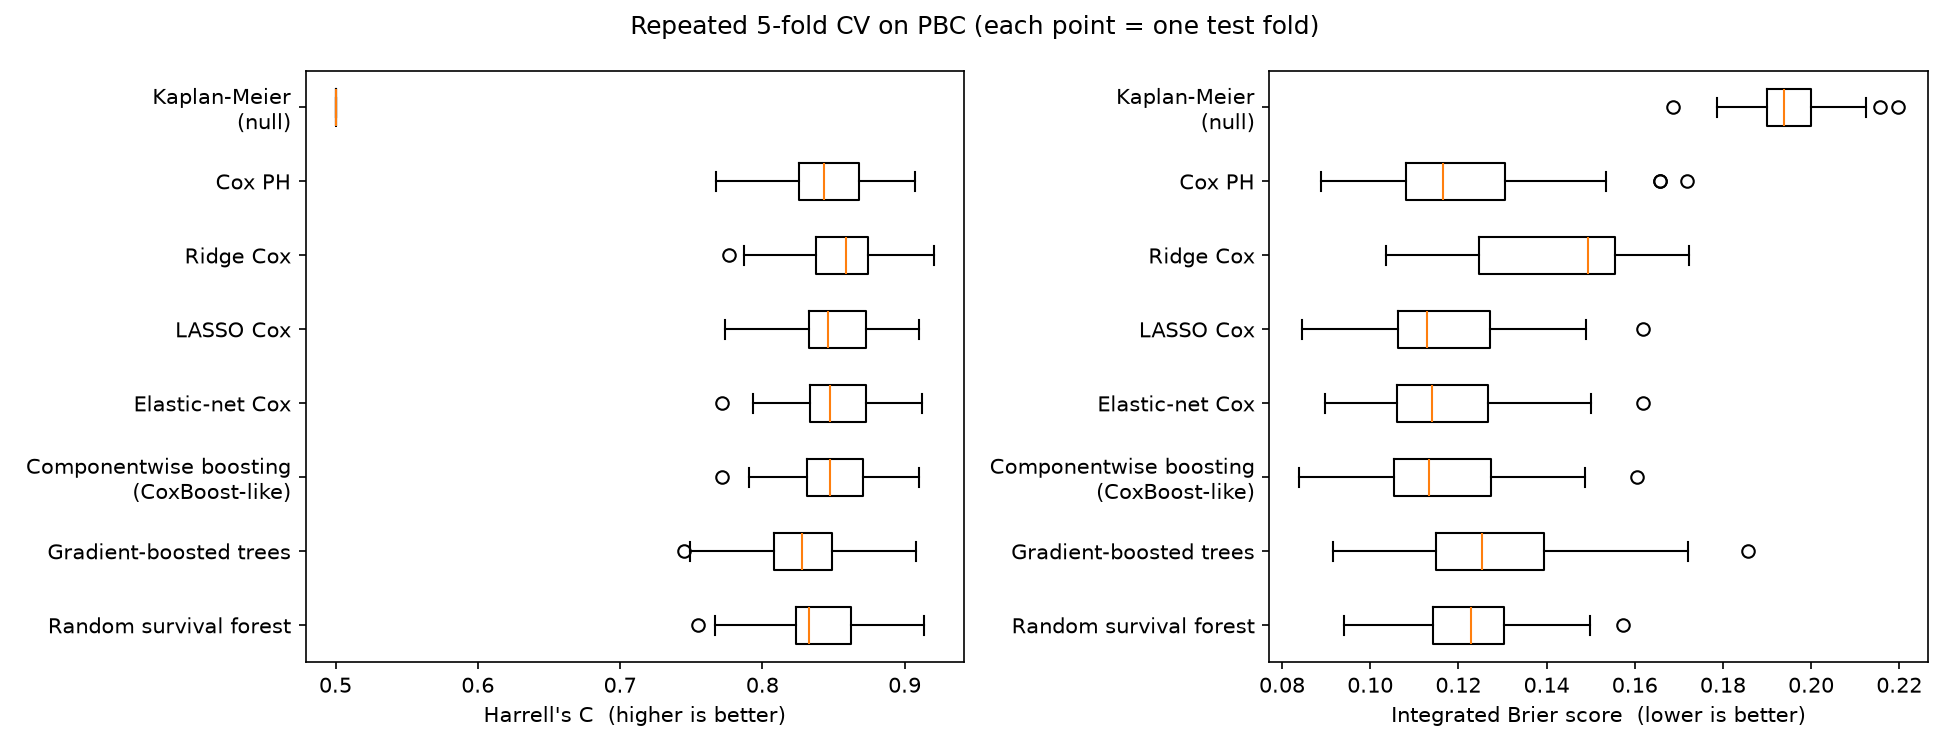 Repeated 5-fold CV on PBC (each point = one test fold)
Kaplan-Meier
(null)
Cox PH
Ridge Cox
LASSO Cox
Elastic-net Cox
Componentwise boosting
(CoxBoost-like)
Gradient-boosted trees
Random survival forest
0.5 0.6 0.7 0.8 0.9
Harrell's C  (higher is better)
Kaplan-Meier
(null)
Cox PH
Ridge Cox
LASSO Cox
Elastic-net Cox
Componentwise boosting
(CoxBoost-like)
Gradient-boosted trees
Random survival forest
0.08 0.10 0.12 0.14 0.16 0.18 0.20 0.22
Integrated Brier score  (lower is better)